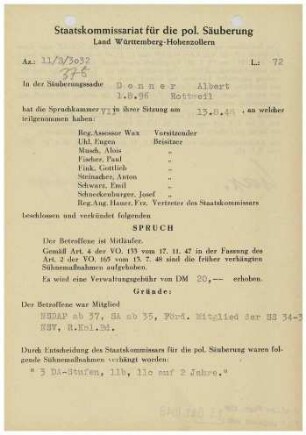 Staatskommissariat für die pol. Säuberung
Land Württemberg-Hohenzollern
Az.: 11/B/3032 L.: 72
376
In der Säuberungssache D e n n e r Albert
1.8.96 Rottweil
hat die Spruchkammer VII in ihrer Sitzung am 13.8.48, an welcher
teilgenommen haben:
Reg.Assessor Wax Vorsitzender
Uhl, Eugen Beisitzer
Musch, Alois "
Fischer, Paul "
Fink, Gottlieb "
Steinacher, Anton "
Schwarz, Emil "
Schneckenburger, Josef "
Reg.Ang. Hauer, Frz. Vertreter des Staatskommissars
beschlossen und verkündet folgenden
SPRUCH
Der Betroffene ist Mitläufer.
Gemäß Art. 4 der VO. 133 vom 17. 11. 47 in der Fassung des
Art. 2 der VO. 165 vom 13. 7. 48 sind die früher verhängten
Sühnemaßnahmen aufgehoben.
Es wird eine Verwaltungsgebühr von DM 20,— erhoben.
Gründe:
Der Betroffene war Mitglied
NSDAP ab 37, SA ab 35, Förd. Mitglied der SS 34-3
NSV, R.Kol.Bd.
Durch Entscheidung des Staatskommissars für die pol. Säuberung waren fol-
gende Sühnemaßnahmen verhängt worden:
" 3 DA-Stufen, 11b, 11c auf 2 Jahre."